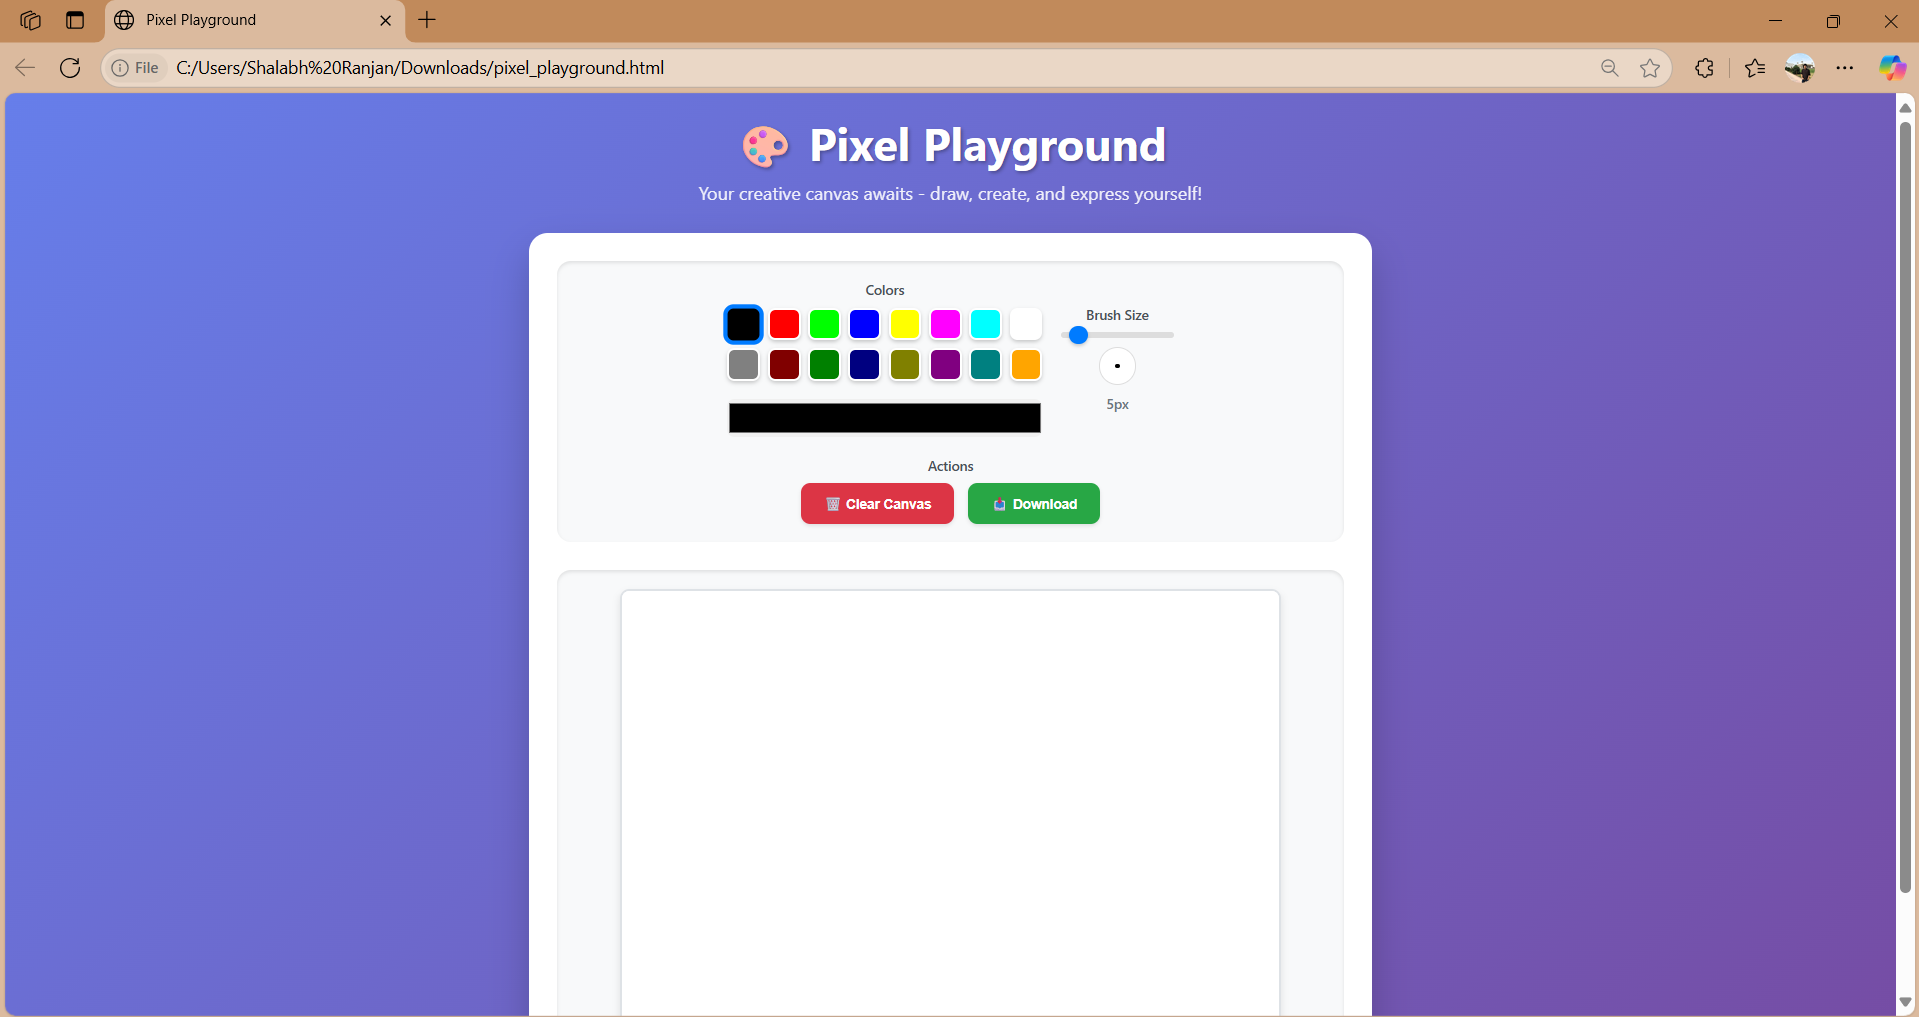 Pixel Playground
File
C:/Users/Shalabh%20Ranjan/Downloads/pixel_playground.html
Pixel Playground
Your creative canvas awaits - draw, create, and express yourself!
Colors
Brush Size
5px
Actions
Clear Canvas
Download